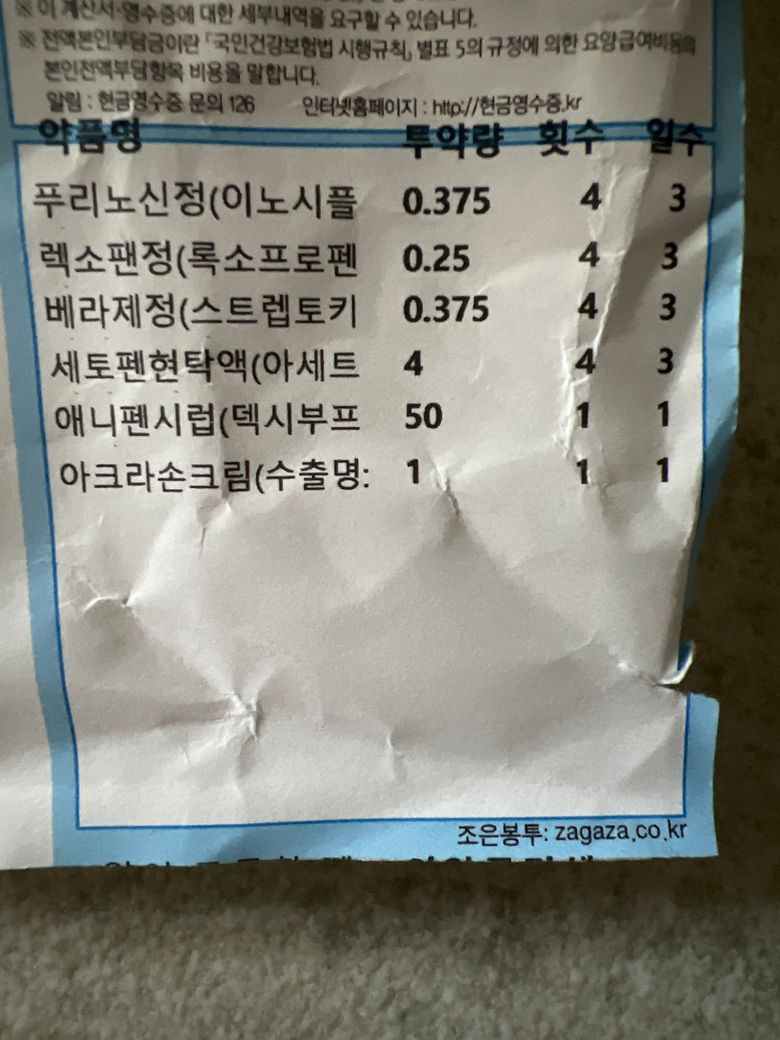 ※ 이 계산서·영수증에 대한 세부내역을 요구할 수 있습니다.
※ 전액본인부담금이란 「국민건강보험법 시행규칙」 별표 5의 규정에 의한 요양급여비용의
본인전액부담항목 비용을 말합니다.
알림 : 현금영수증 문의 126 인터넷홈페이지 : http://현금영수증.kr
약품명 투약량 횟수 일수
푸리노신정(이노시플 0.375 4 3
렉소팬정(록소프로펜 0.25 4 3
베라제정(스트렙토키 0.375 4 3
세토펜현탁액(아세트 4 4 3
애니펜시럽(덱시부프 50 1 1
아크라손크림(수출명: 1 1 1
조은봉투: zagaza.co.kr